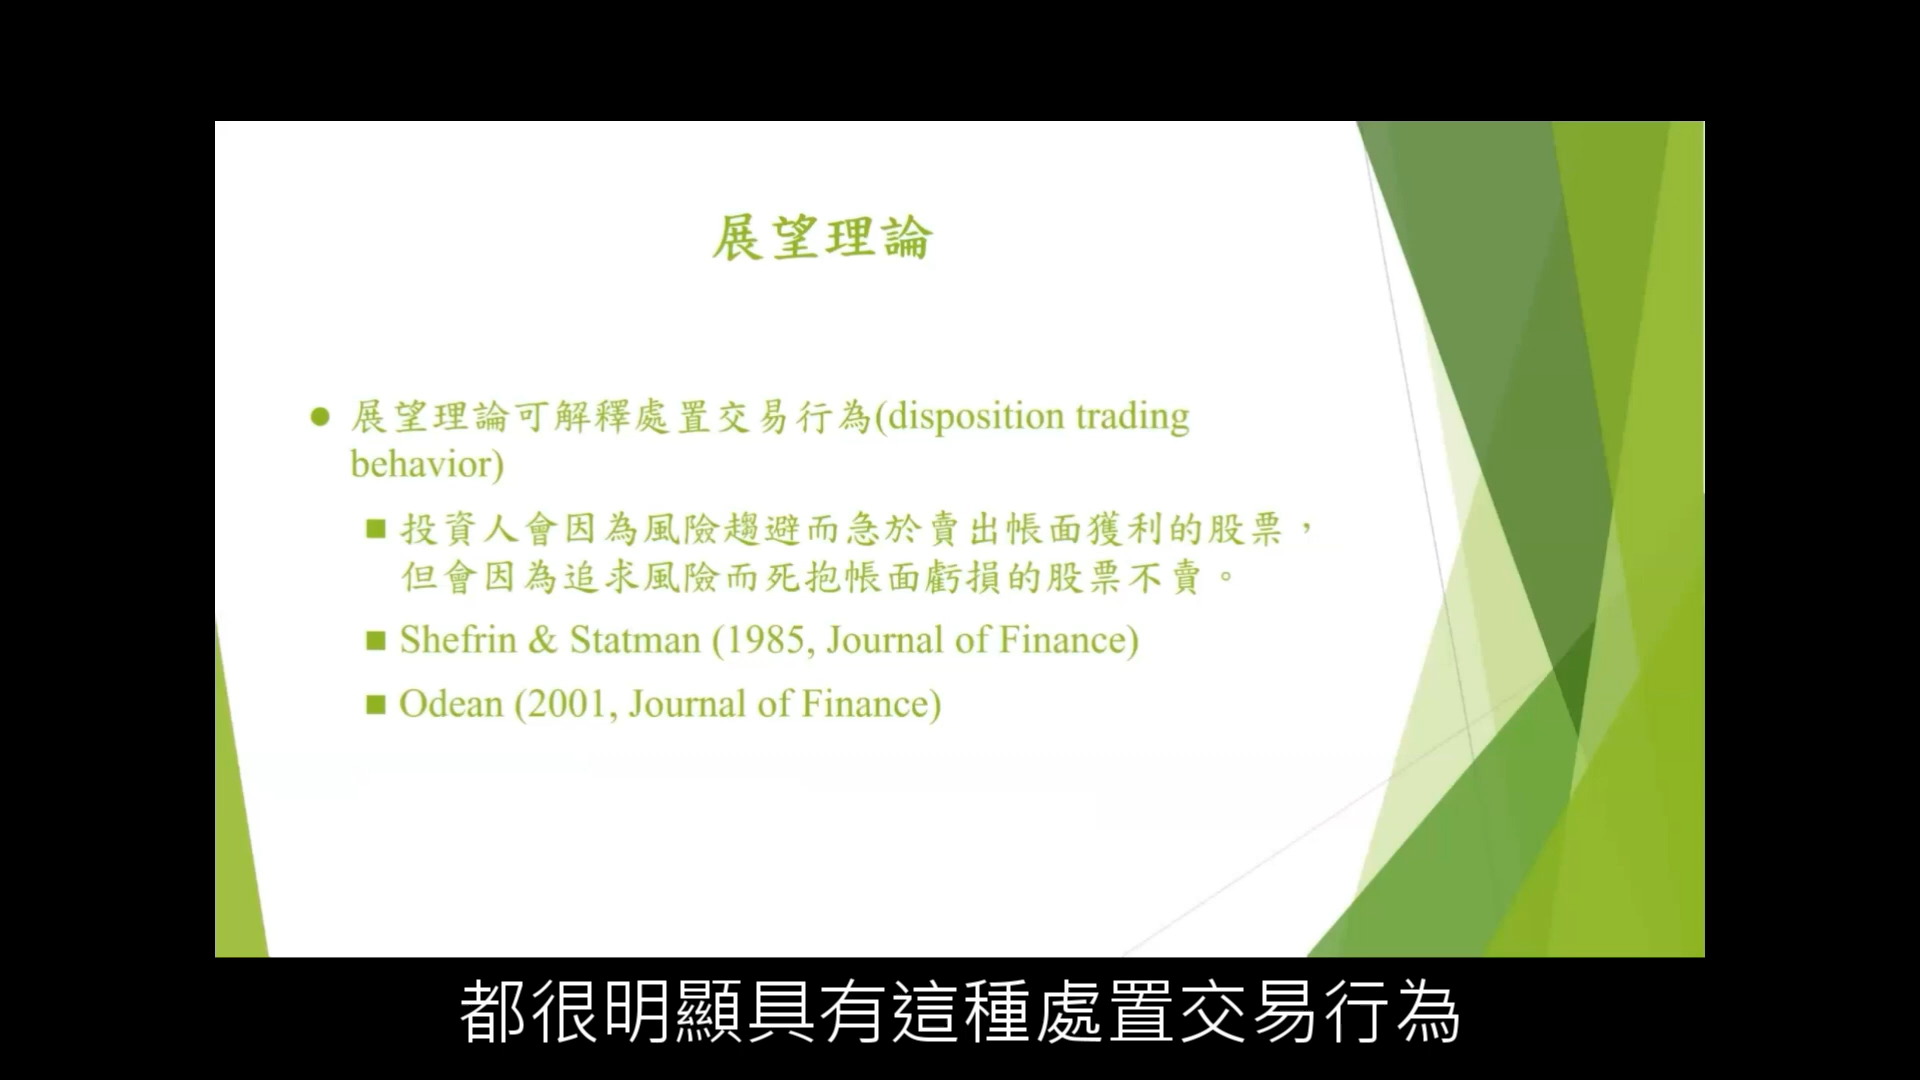 展望理論
● 展望理論可解釋處置交易行為(disposition trading
behavior)
■ 投資人會因為風險趨避而急於賣出帳面獲利的股票，
但會因為追求風險而死抱帳面虧損的股票不賣。
■ Shefrin & Statman (1985, Journal of Finance)
■ Odean (2001, Journal of Finance)
都很明顯具有這種處置交易行為